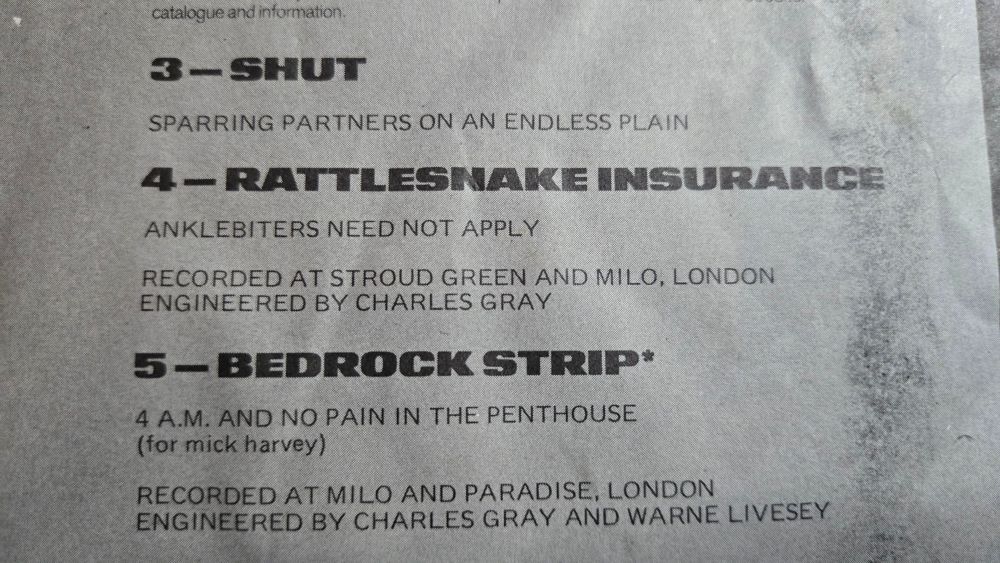 catalogue and information.
3 – SHUT
SPARRING PARTNERS ON AN ENDLESS PLAIN
4 – RATTLESNAKE INSURANCE
ANKLEBITERS NEED NOT APPLY
RECORDED AT STROUD GREEN AND MILO, LONDON
ENGINEERED BY CHARLES GRAY
5 – BEDROCK STRIP*
4 A.M. AND NO PAIN IN THE PENTHOUSE
(for mick harvey)
RECORDED AT MILO AND PARADISE, LONDON
ENGINEERED BY CHARLES GRAY AND WARNE LIVESEY